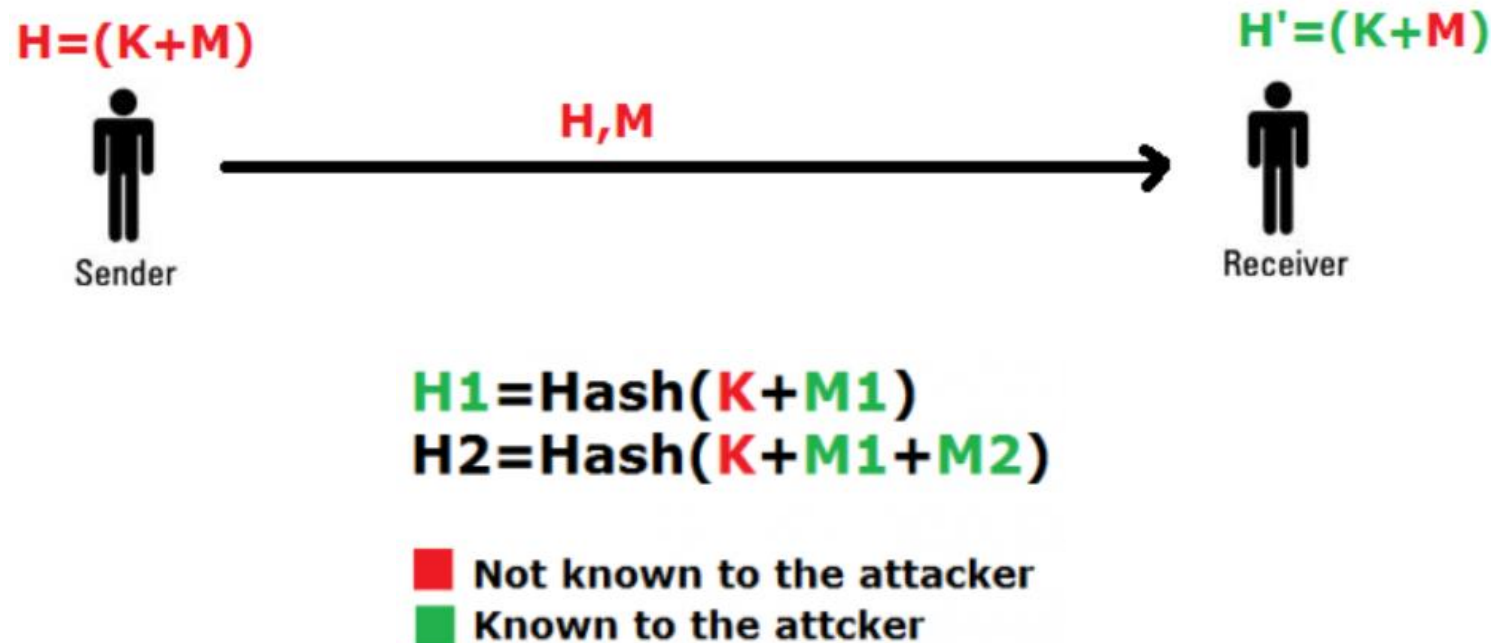 H=(K+M)
H'=(K+M)
H,M
Sender
Receiver
H1=Hash(K+M1)
H2=Hash(K+M1+M2)
Not known to the attacker
Known to the attcker